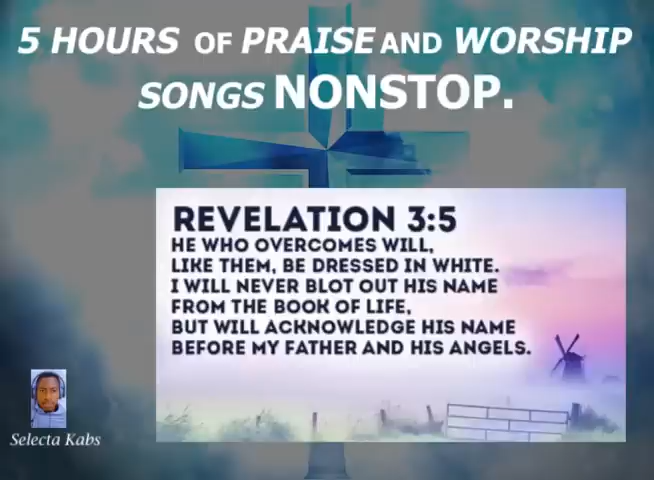 5 HOURS OF PRAISE AND WORSHIP
SONGS NONSTOP.
REVELATION 3:5
HE WHO OVERCOMES WILL,
LIKE THEM, BE DRESSED IN WHITE.
I WILL NEVER BLOT OUT HIS NAME
FROM THE BOOK OF LIFE,
BUT WILL ACKNOWLEDGE HIS NAME
BEFORE MY FATHER AND HIS ANGELS.
Selecta Kabs